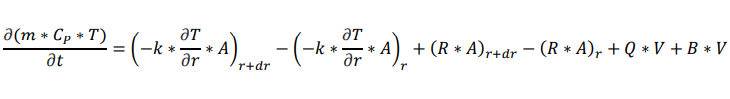 ∂(m * C_P * T)/∂t = (−k * ∂T/∂r * A)_{r+dr} − (−k * ∂T/∂r * A)_r + (R * A)_{r+dr} − (R * A)_r + Q * V + B * V